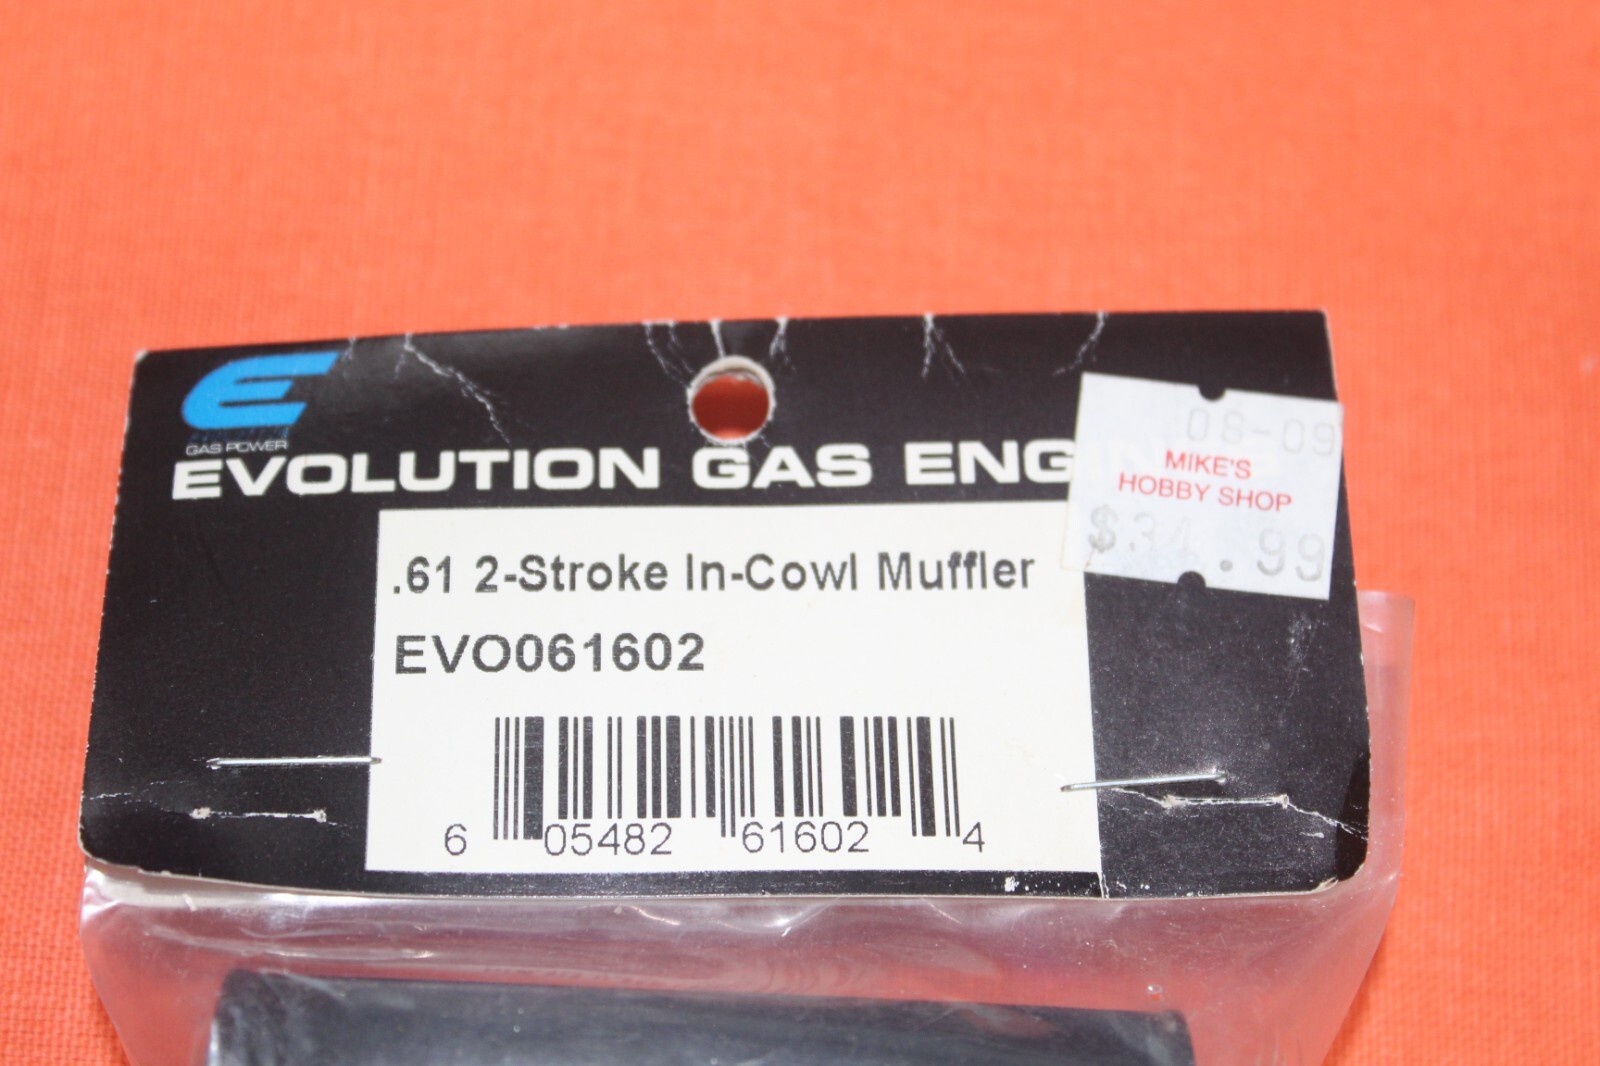 GAS POWER
EVOLUTION GAS ENG
08-09
MIKE'S
HOBBY SHOP
.61 2-Stroke In-Cowl Muffler
EVO061602
6 05482 61602 4